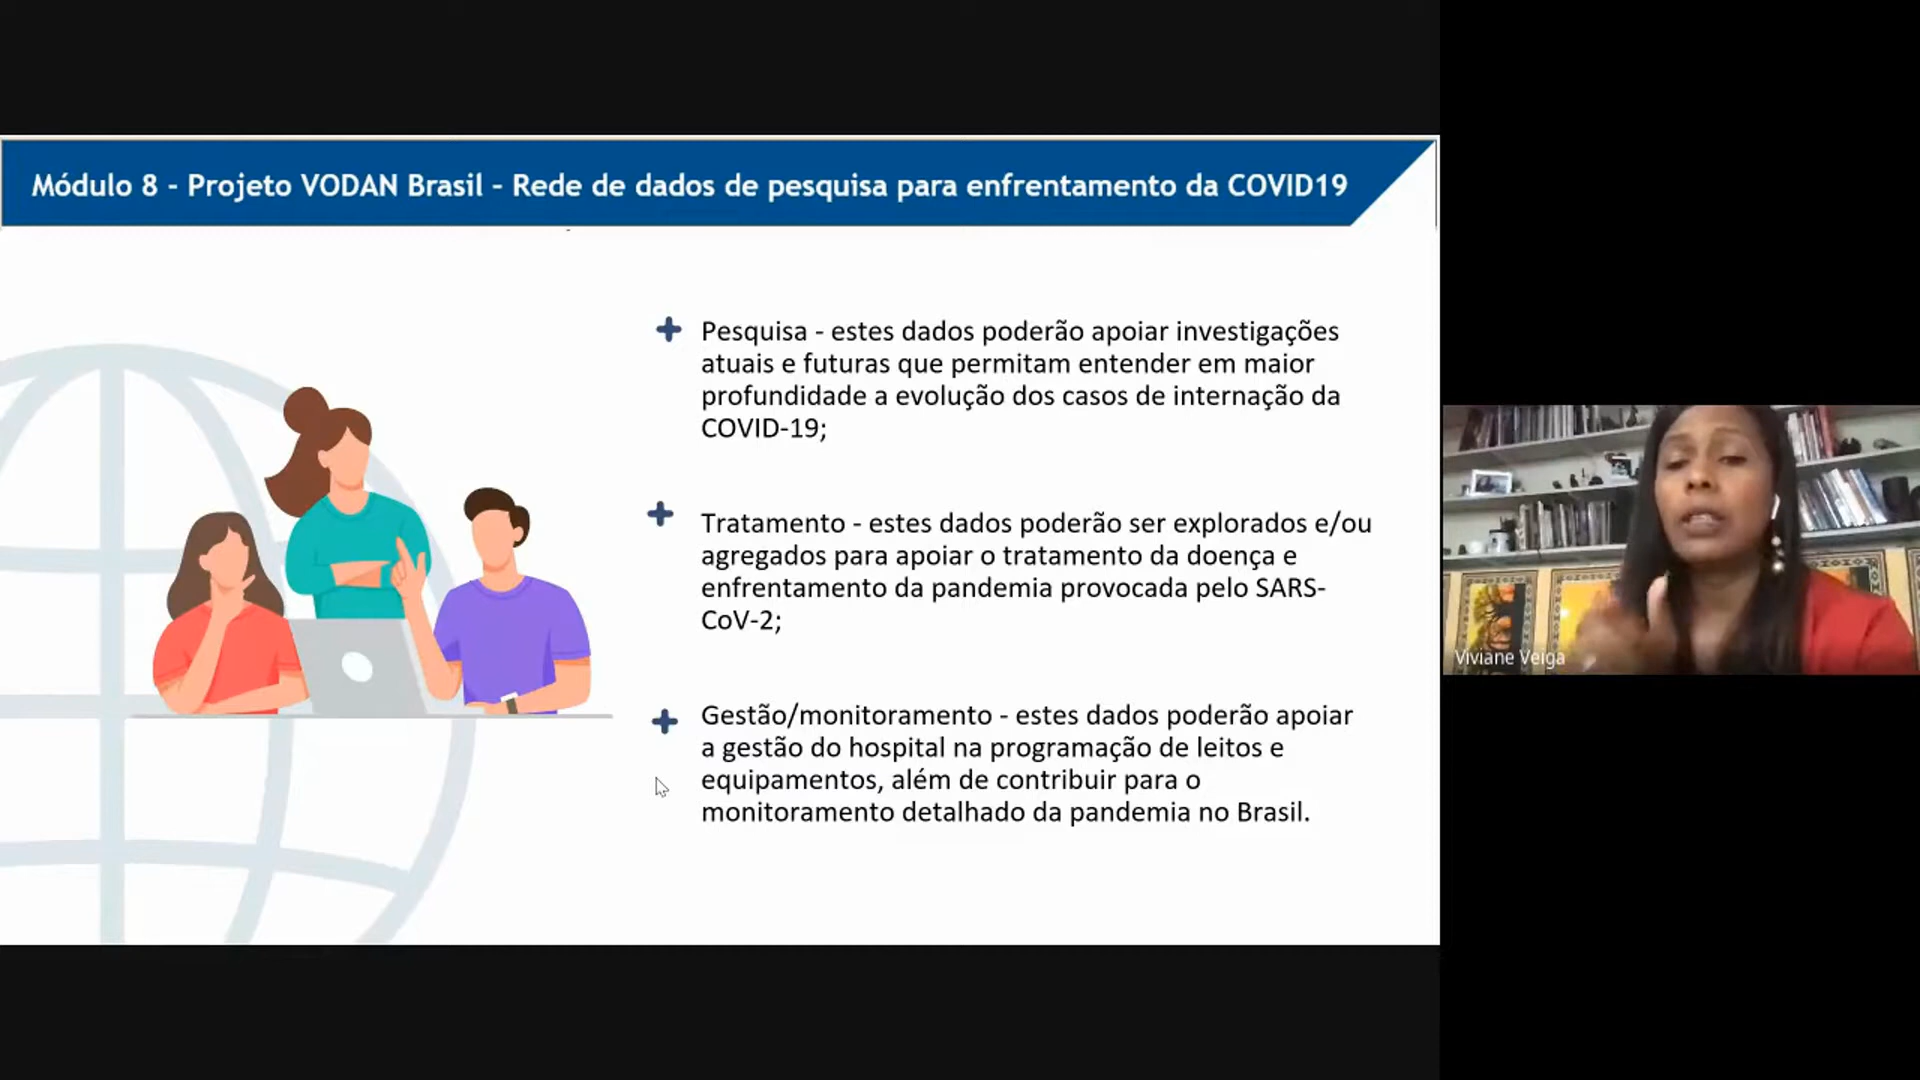 Módulo 8 - Projeto VODAN Brasil – Rede de dados de pesquisa para enfrentamento da COVID19
Pesquisa - estes dados poderão apoiar investigações
atuais e futuras que permitam entender em maior
profundidade a evolução dos casos de internação da
COVID-19;
Tratamento - estes dados poderão ser explorados e/ou
agregados para apoiar o tratamento da doença e
enfrentamento da pandemia provocada pelo SARS-
CoV-2;
Gestão/monitoramento - estes dados poderão apoiar
a gestão do hospital na programação de leitos e
equipamentos, além de contribuir para o
monitoramento detalhado da pandemia no Brasil.
Viviane Veiga